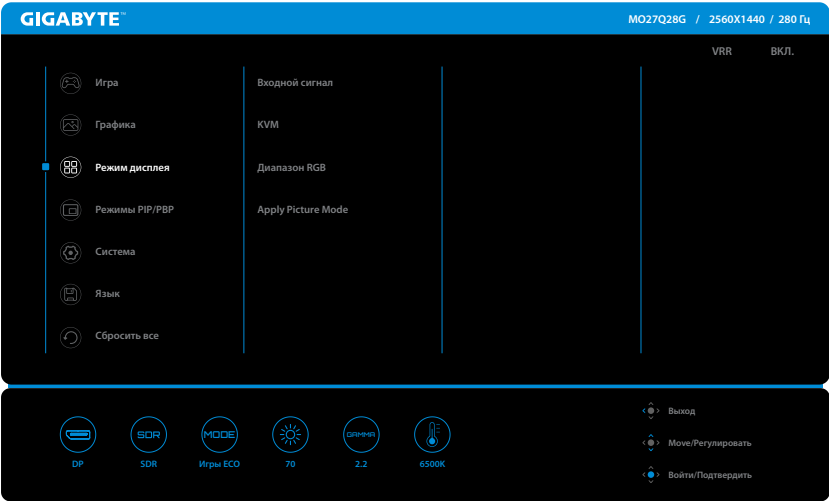 GIGABYTE™
MO27Q28G / 2560X1440 / 280 Гц
VRR ВКЛ.
Игра
Входной сигнал
Графика
KVM
Режим дисплея
Диапазон RGB
Режимы PIP/PBP
Apply Picture Mode
Система
Язык
Сбросить все
Выход
SDR
MODE
GAMMA
Move/Регулировать
DP
SDR
Игры ECO
70
2.2
6500K
Войти/Подтвердить